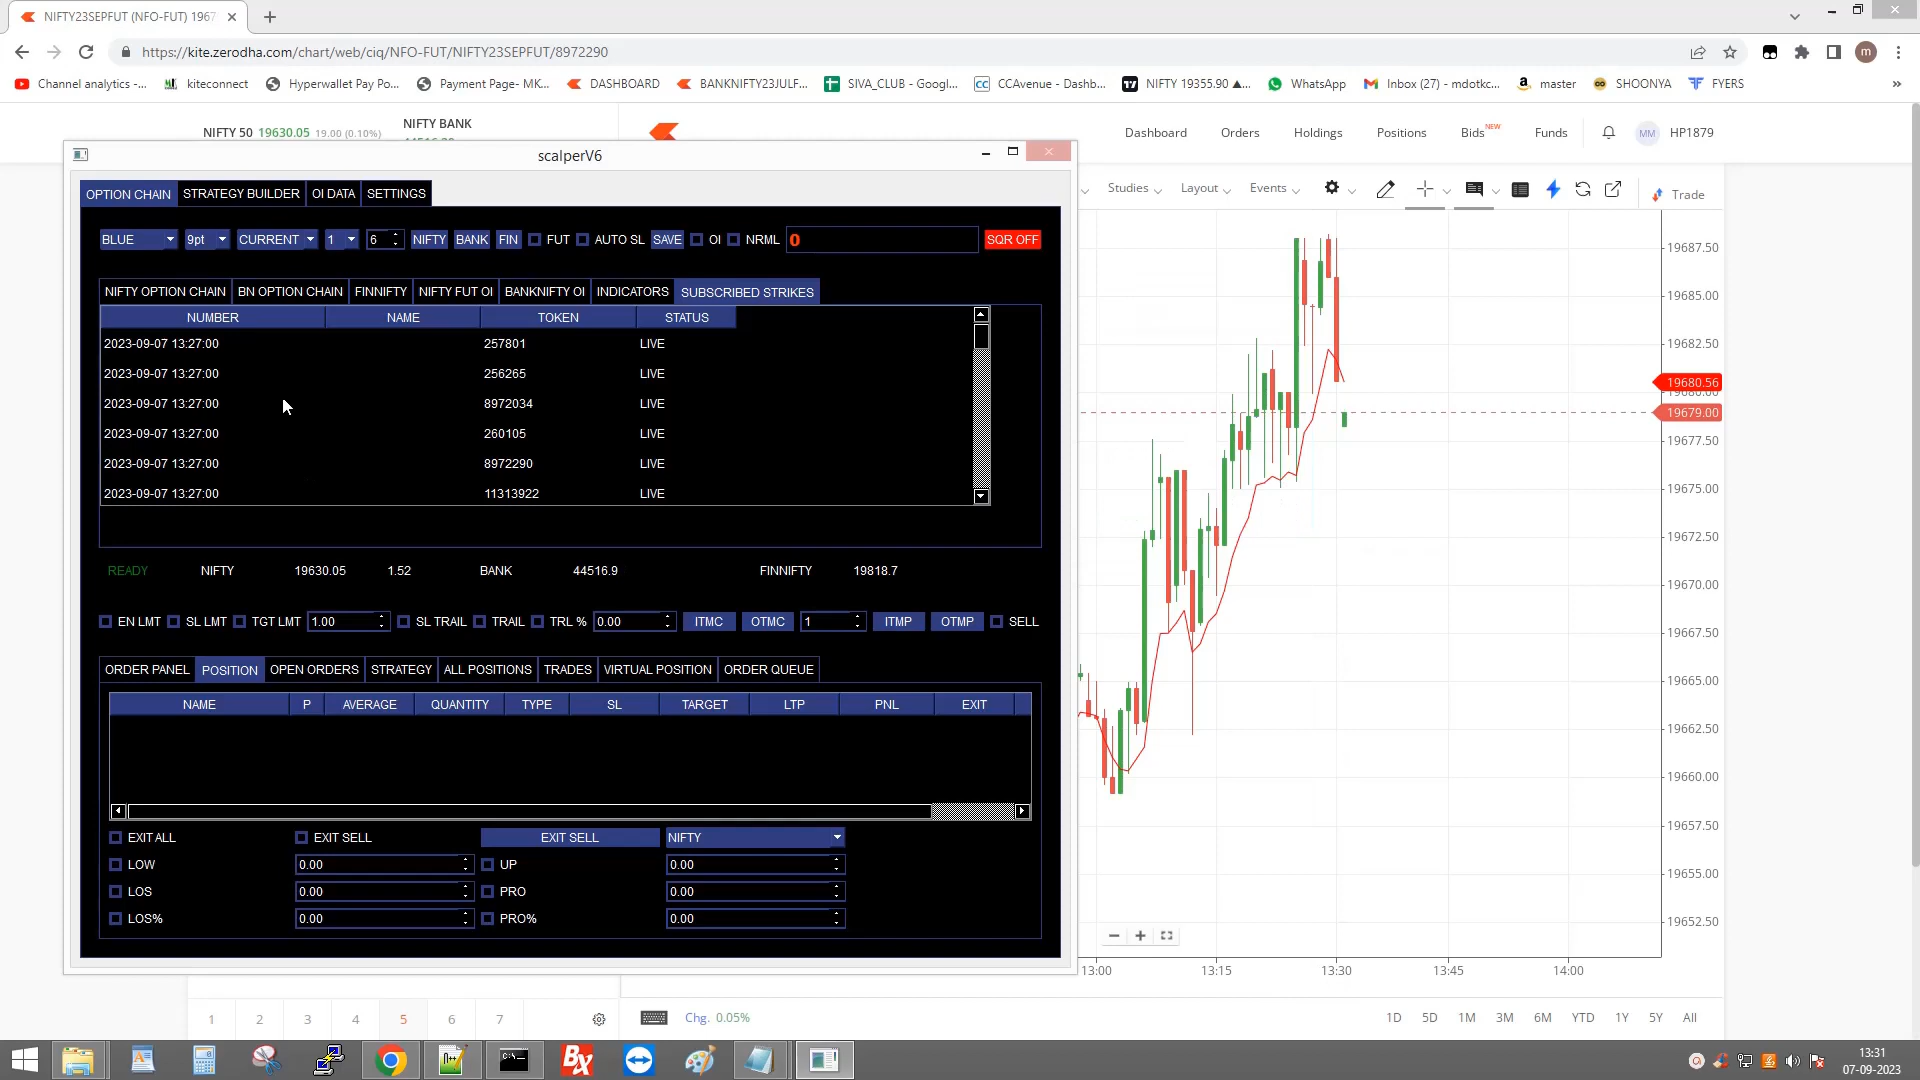 NIFTY23SEPFUT (NFO-FUT) 1967
https://kite.zerodha.com/chart/web/ciq/NFO-FUT/NIFTY23SEPFUT/8972290
m
Channel analytics -... kiteconnect Hyperwallet Pay Po... Payment Page- MK... DASHBOARD BANKNIFTY23JULF... SIVA_CLUB - Googl... CC CCAvenue - Dashb... NIFTY 19355.90 ▲... WhatsApp Inbox (27) - mdotkc... master SHOONYA FYERS »
NIFTY 50 19630.05 19.00 (0.10%) NIFTY BANK
Dashboard Orders Holdings Positions Bids NEW Funds MM HP1879
scalperV6
OPTION CHAIN STRATEGY BUILDER OI DATA SETTINGS
Studies Layout Events Trade
BLUE 9pt CURRENT 1 6 NIFTY BANK FIN FUT AUTO SL SAVE OI NRML 0 SQR OFF
NIFTY OPTION CHAIN BN OPTION CHAIN FINNIFTY NIFTY FUT OI BANKNIFTY OI INDICATORS SUBSCRIBED STRIKES
NUMBER NAME TOKEN STATUS
2023-09-07 13:27:00 257801 LIVE
2023-09-07 13:27:00 256265 LIVE
2023-09-07 13:27:00 8972034 LIVE
2023-09-07 13:27:00 260105 LIVE
2023-09-07 13:27:00 8972290 LIVE
2023-09-07 13:27:00 11313922 LIVE
READY NIFTY 19630.05 1.52 BANK 44516.9 FINNIFTY 19818.7
EN LMT SL LMT TGT LMT 1.00 SL TRAIL TRAIL TRL % 0.00 ITMC OTMC 1 ITMP OTMP SELL
ORDER PANEL POSITION OPEN ORDERS STRATEGY ALL POSITIONS TRADES VIRTUAL POSITION ORDER QUEUE
NAME P AVERAGE QUANTITY TYPE SL TARGET LTP PNL EXIT
EXIT ALL EXIT SELL EXIT SELL NIFTY
LOW 0.00 UP 0.00
LOS 0.00 PRO 0.00
LOS% 0.00 PRO% 0.00
19687.50
19685.00
19682.50
19680.56
19679.00
19677.50
19675.00
19672.50
19670.00
19667.50
19665.00
19662.50
19660.00
19657.50
19655.00
19652.50
13:00 13:15 13:30 13:45 14:00
1 2 3 4 5 6 7
Chg. 0.05% 1D 5D 1M 3M 6M YTD 1Y 5Y All
13:31
07-09-2023